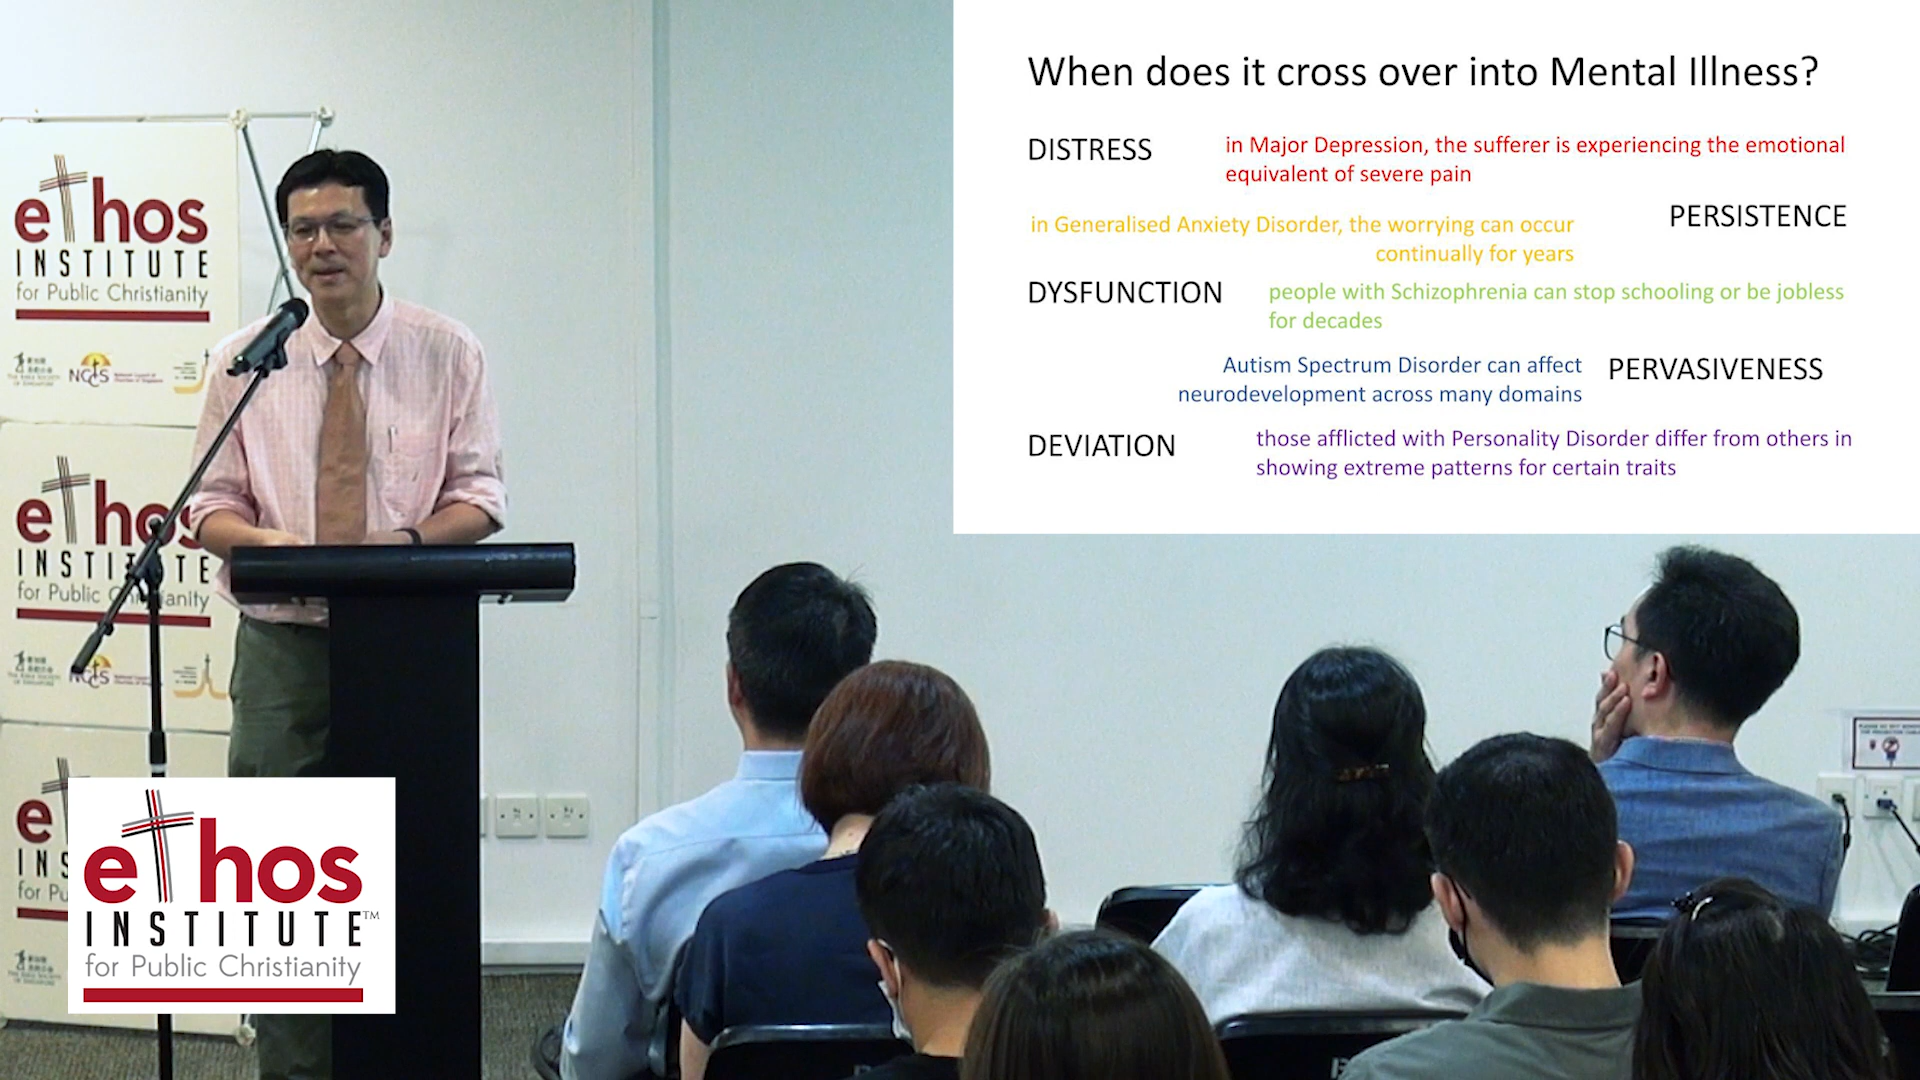 When does it cross over into Mental Illness?
DISTRESS
in Major Depression, the sufferer is experiencing the emotional
equivalent of severe pain
PERSISTENCE
in Generalised Anxiety Disorder, the worrying can occur
continually for years
DYSFUNCTION
people with Schizophrenia can stop schooling or be jobless
for decades
Autism Spectrum Disorder can affect
neurodevelopment across many domains
PERVASIVENESS
DEVIATION
those afflicted with Personality Disorder differ from others in
showing extreme patterns for certain traits
ethos
INSTITUTE
for Public Christianity
NCCS
ethos
INSTITUTE
for Public Christianity
NCCS
ethos
INSTITUTE™
for Public Christianity